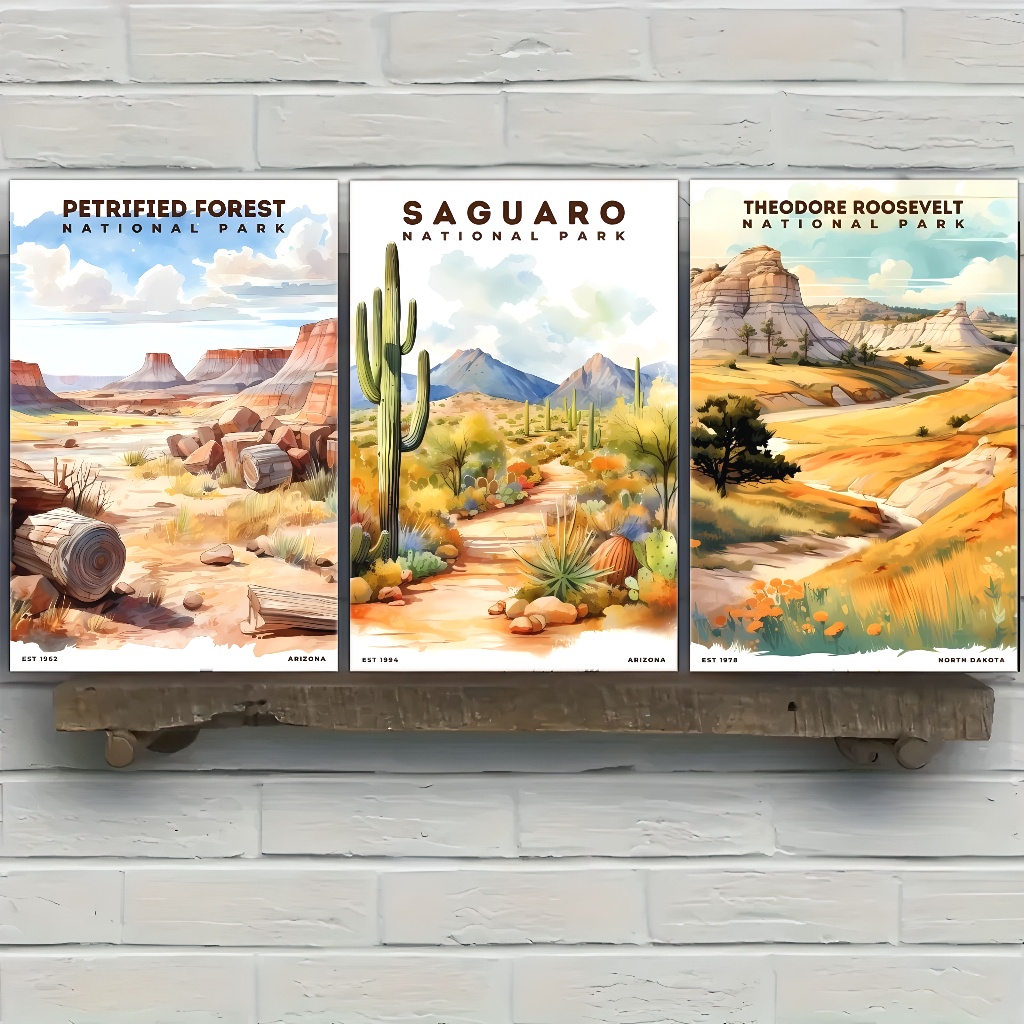 PETRIFIED FOREST
NATIONAL PARK
EST 1962
ARIZONA
SAGUARO
NATIONAL PARK
EST 1994
ARIZONA
THEODORE ROOSEVELT
NATIONAL PARK
EST 1978
NORTH DAKOTA